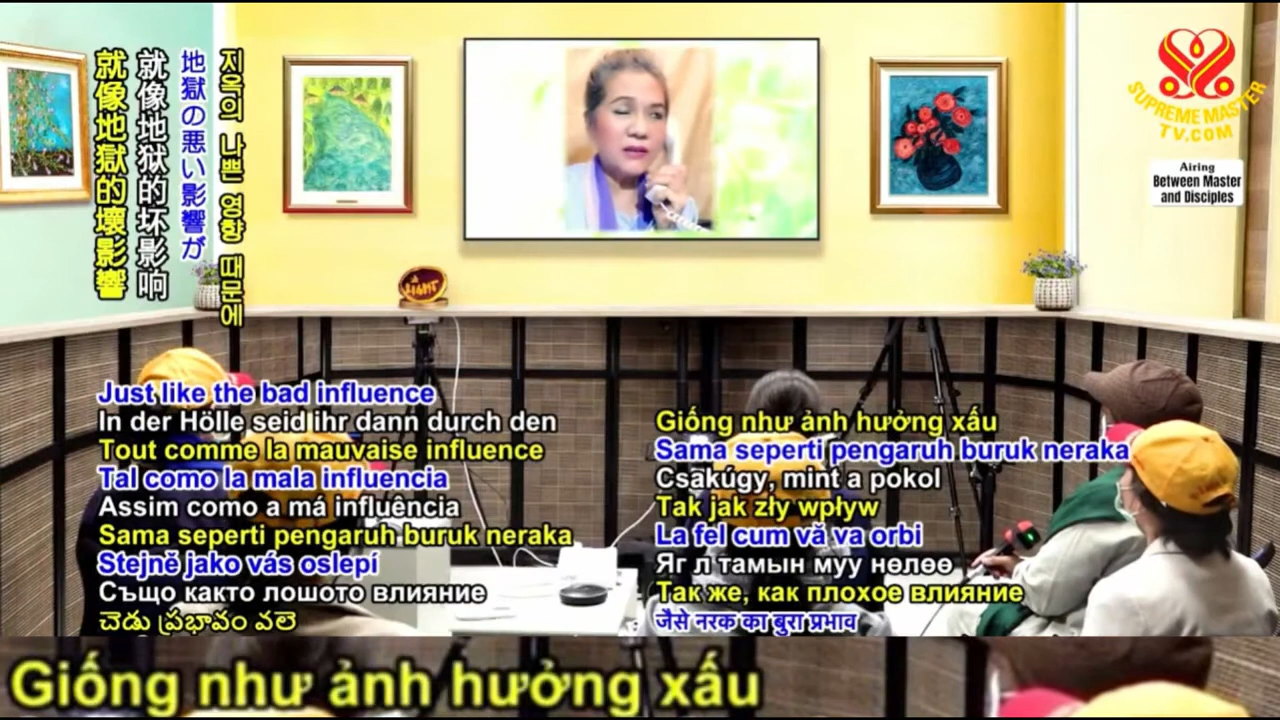 就像地獄的壞影響
就像地狱的坏影响
地獄の悪い影響が
지옥의 나쁜 영향 때문에
SUPREME MASTER
TV.COM
Airing
Between Master
and Disciples
Just like the bad influence
In der Hölle seid ihr dann durch den
Tout comme la mauvaise influence
Tal como la mala influencia
Assim como a má influência
Sama seperti pengaruh buruk neraka
Stejně jako vás oslepí
Също както лошото влияние
చెడు ప్రభావం వలె
Giống như ảnh hưởng xấu
Sama seperti pengaruh buruk neraka
Csakúgy, mint a pokol
Tak jak zły wpływ
La fel cum vă va orbi
Яг л тамын муу нөлөө
Так же, как плохое влияние
जैसे नरक का बुरा प्रभाव
Giống như ảnh hưởng xấu